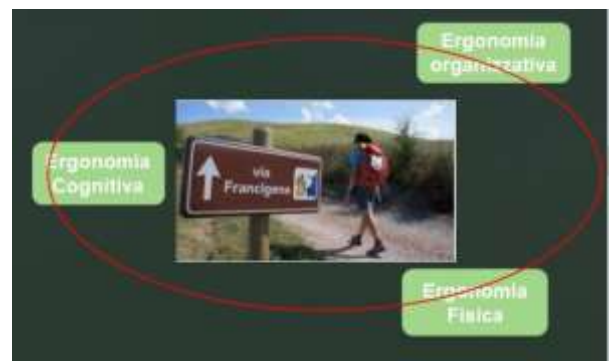 Ergonomia
organizzativa
Ergonomia
Cognitiva
via
Francigena
Ergonomia
Fisica